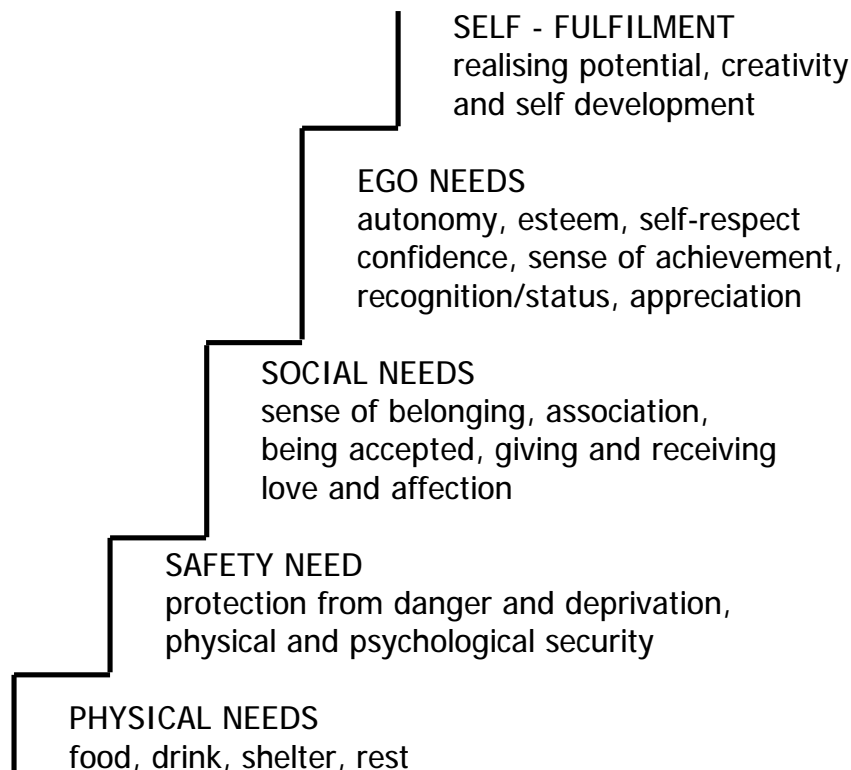 SELF - FULFILMENT
realising potential, creativity
and self development
EGO NEEDS
autonomy, esteem, self-respect
confidence, sense of achievement,
recognition/status, appreciation
SOCIAL NEEDS
sense of belonging, association,
being accepted, giving and receiving
love and affection
SAFETY NEED
protection from danger and deprivation,
physical and psychological security
PHYSICAL NEEDS
food, drink, shelter, rest